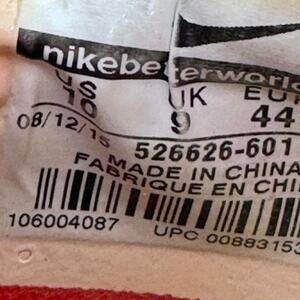 nikebetterworld
US UK EUR
10 9 44
08/12/15 526626-601
MADE IN CHINA
FABRIQUE EN CHI
106004087
UPC 00883153